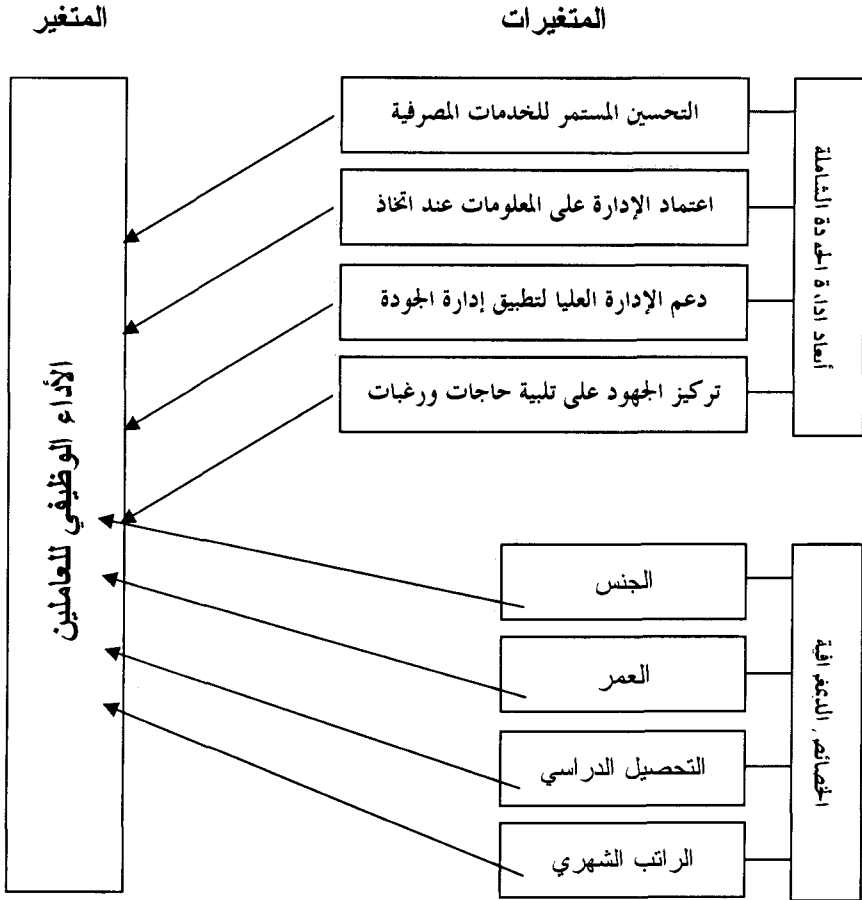 المتغيرات
المتغير
أبعاد ادارة الجودة الشاملة
التحسين المستمر للخدمات المصرفية
اعتماد الإدارة على المعلومات عند اتخاذ
دعم الإدارة العليا لتطبيق إدارة الجودة
تركيز الجهود على تلبية حاجات ورغبات
الأداء الوظيفي للعاملين
الخصائص الديمغرافية
الجنس
العمر
التحصيل الدراسي
الراتب الشهري